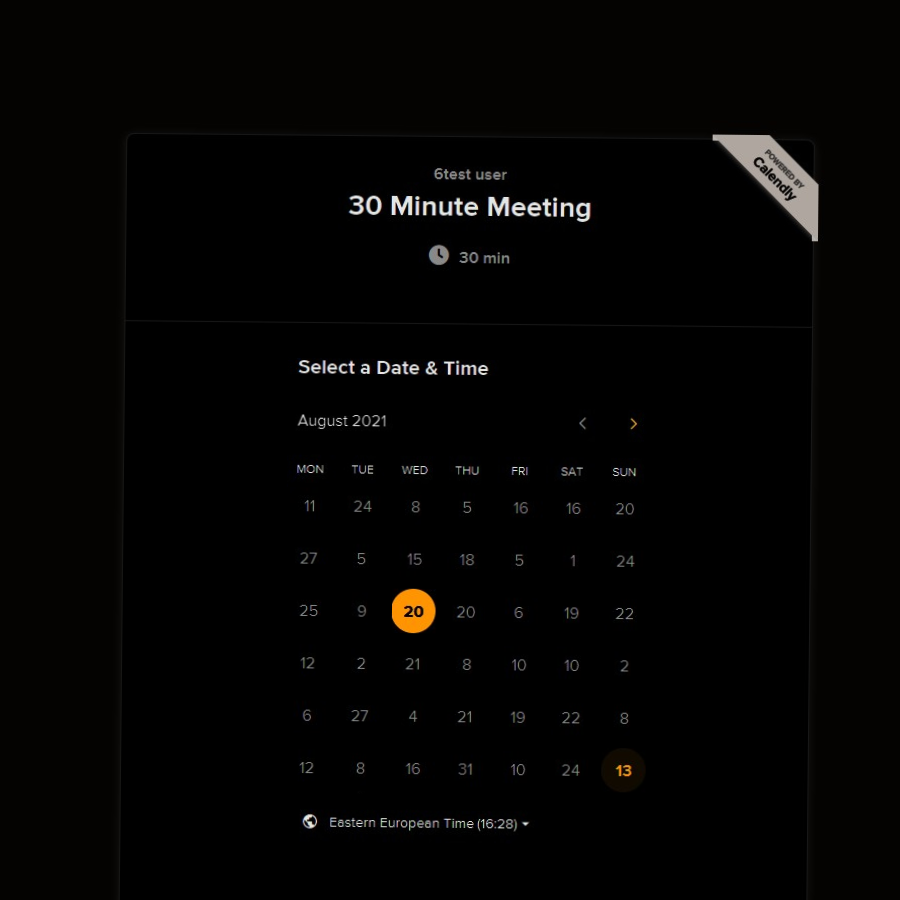 POWERED BY
Calendly
6test user
30 Minute Meeting
30 min
Select a Date & Time
August 2021
MON TUE WED THU FRI SAT SUN
11 24 8 5 16 16 20
27 5 15 18 5 1 24
25 9 20 20 6 19 22
12 2 21 8 10 10 2
6 27 4 21 19 22 8
12 8 16 31 10 24 13
Eastern European Time (16:28)